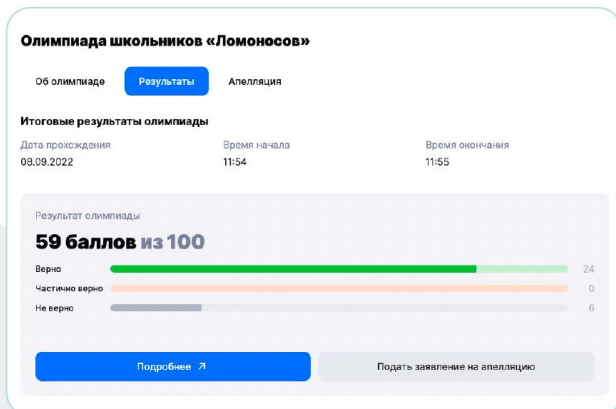 Олимпиада школьников «Ломоносов»
Об олимпиаде Результаты Апелляция
Итоговые результаты олимпиады
Дата прохождения Время начала Время окончания
08.09.2022 11:54 11:55
Результат олимпиады
59 баллов из 100
Верно 24
Частично верно 0
Не верно 6
Подробнее ↗ Подать заявление на апелляцию